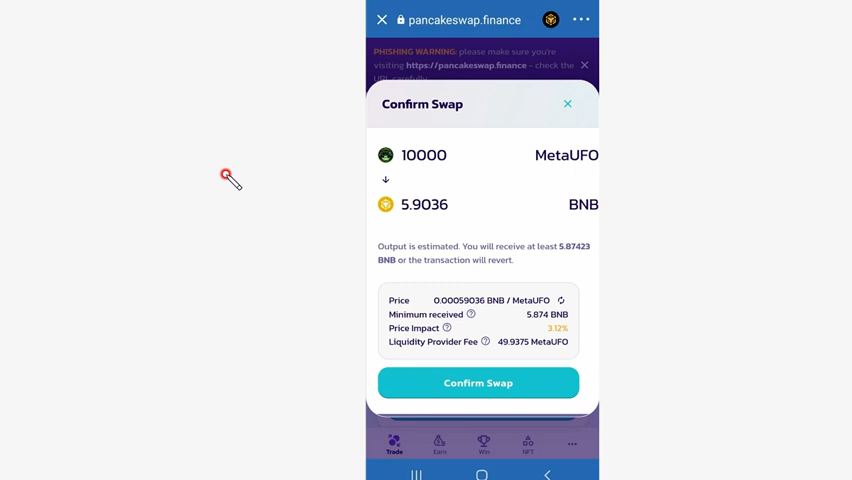 pancakeswap.finance
PHISHING WARNING: please make sure you're
visiting https://pancakeswap.finance - check the
URL carefully.
Confirm Swap
10000 MetaUFO
5.9036 BNB
Output is estimated. You will receive at least 5.87423
BNB or the transaction will revert.
Price 0.00059036 BNB / MetaUFO
Minimum received 5.874 BNB
Price Impact 3.12%
Liquidity Provider Fee 49.9375 MetaUFO
Confirm Swap
Trade Earn Win NFT